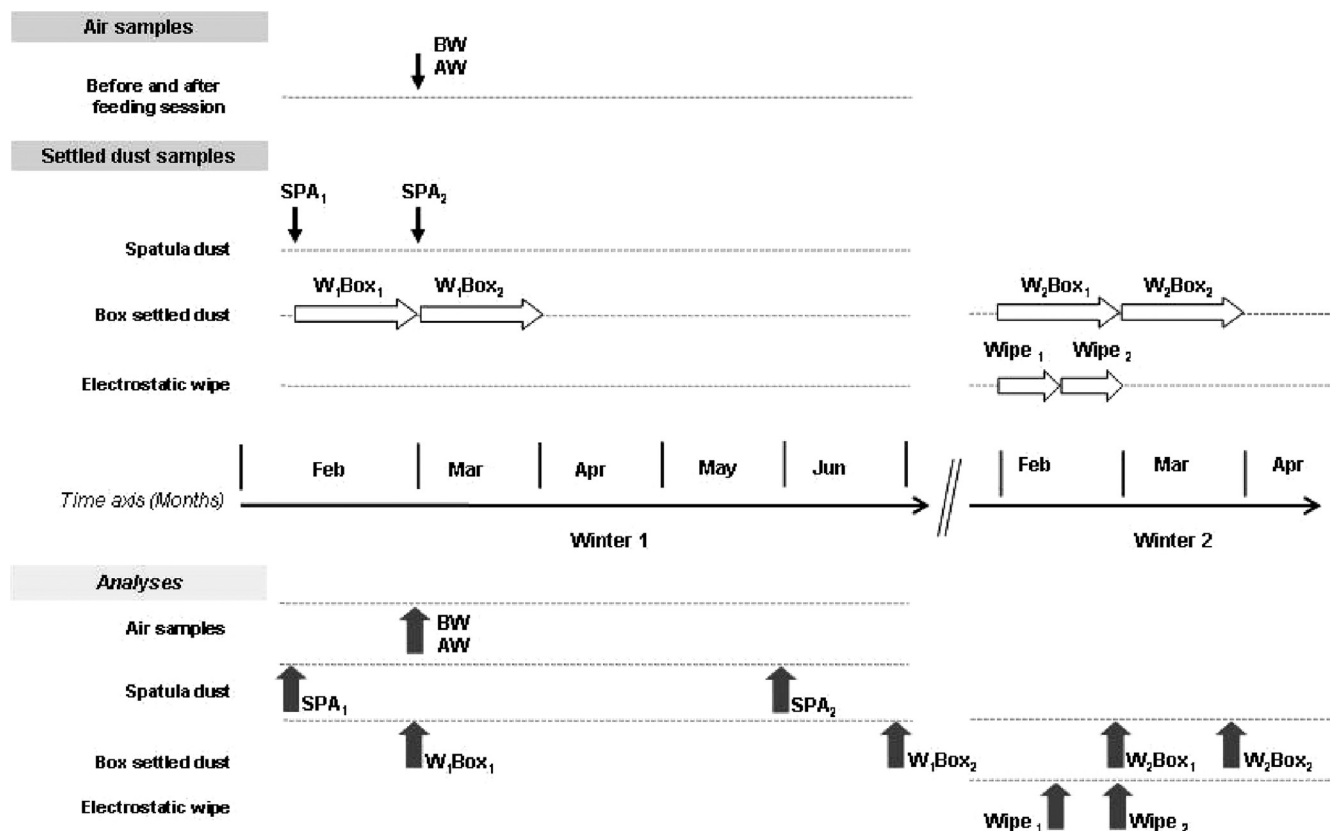 Air samples
BW
AW
Before and after
feeding session
Settled dust samples
SPA₁ SPA₂
Spatula dust
W₁Box₁ W₁Box₂ W₂Box₁ W₂Box₂
Box settled dust
Wipe ₁ Wipe ₂
Electrostatic wipe
Feb Mar Apr May Jun Feb Mar Apr
Time axis (Months)
Winter 1 Winter 2
Analyses
Air samples
BW
AW
Spatula dust
SPA₁ SPA₂
Box settled dust
W₁Box₁ W₁Box₂ W₂Box₁ W₂Box₂
Electrostatic wipe
Wipe ₁ Wipe ₂